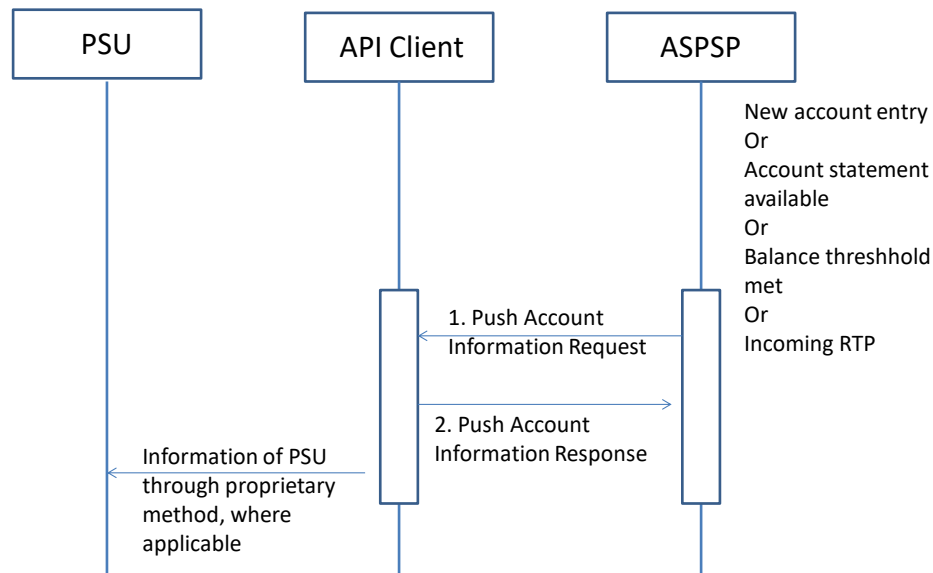 PSU
API Client
ASPSP
New account entry
Or
Account statement
available
Or
Balance threshhold
met
Or
Incoming RTP
1. Push Account
Information Request
2. Push Account
Information Response
Information of PSU
through proprietary
method, where
applicable